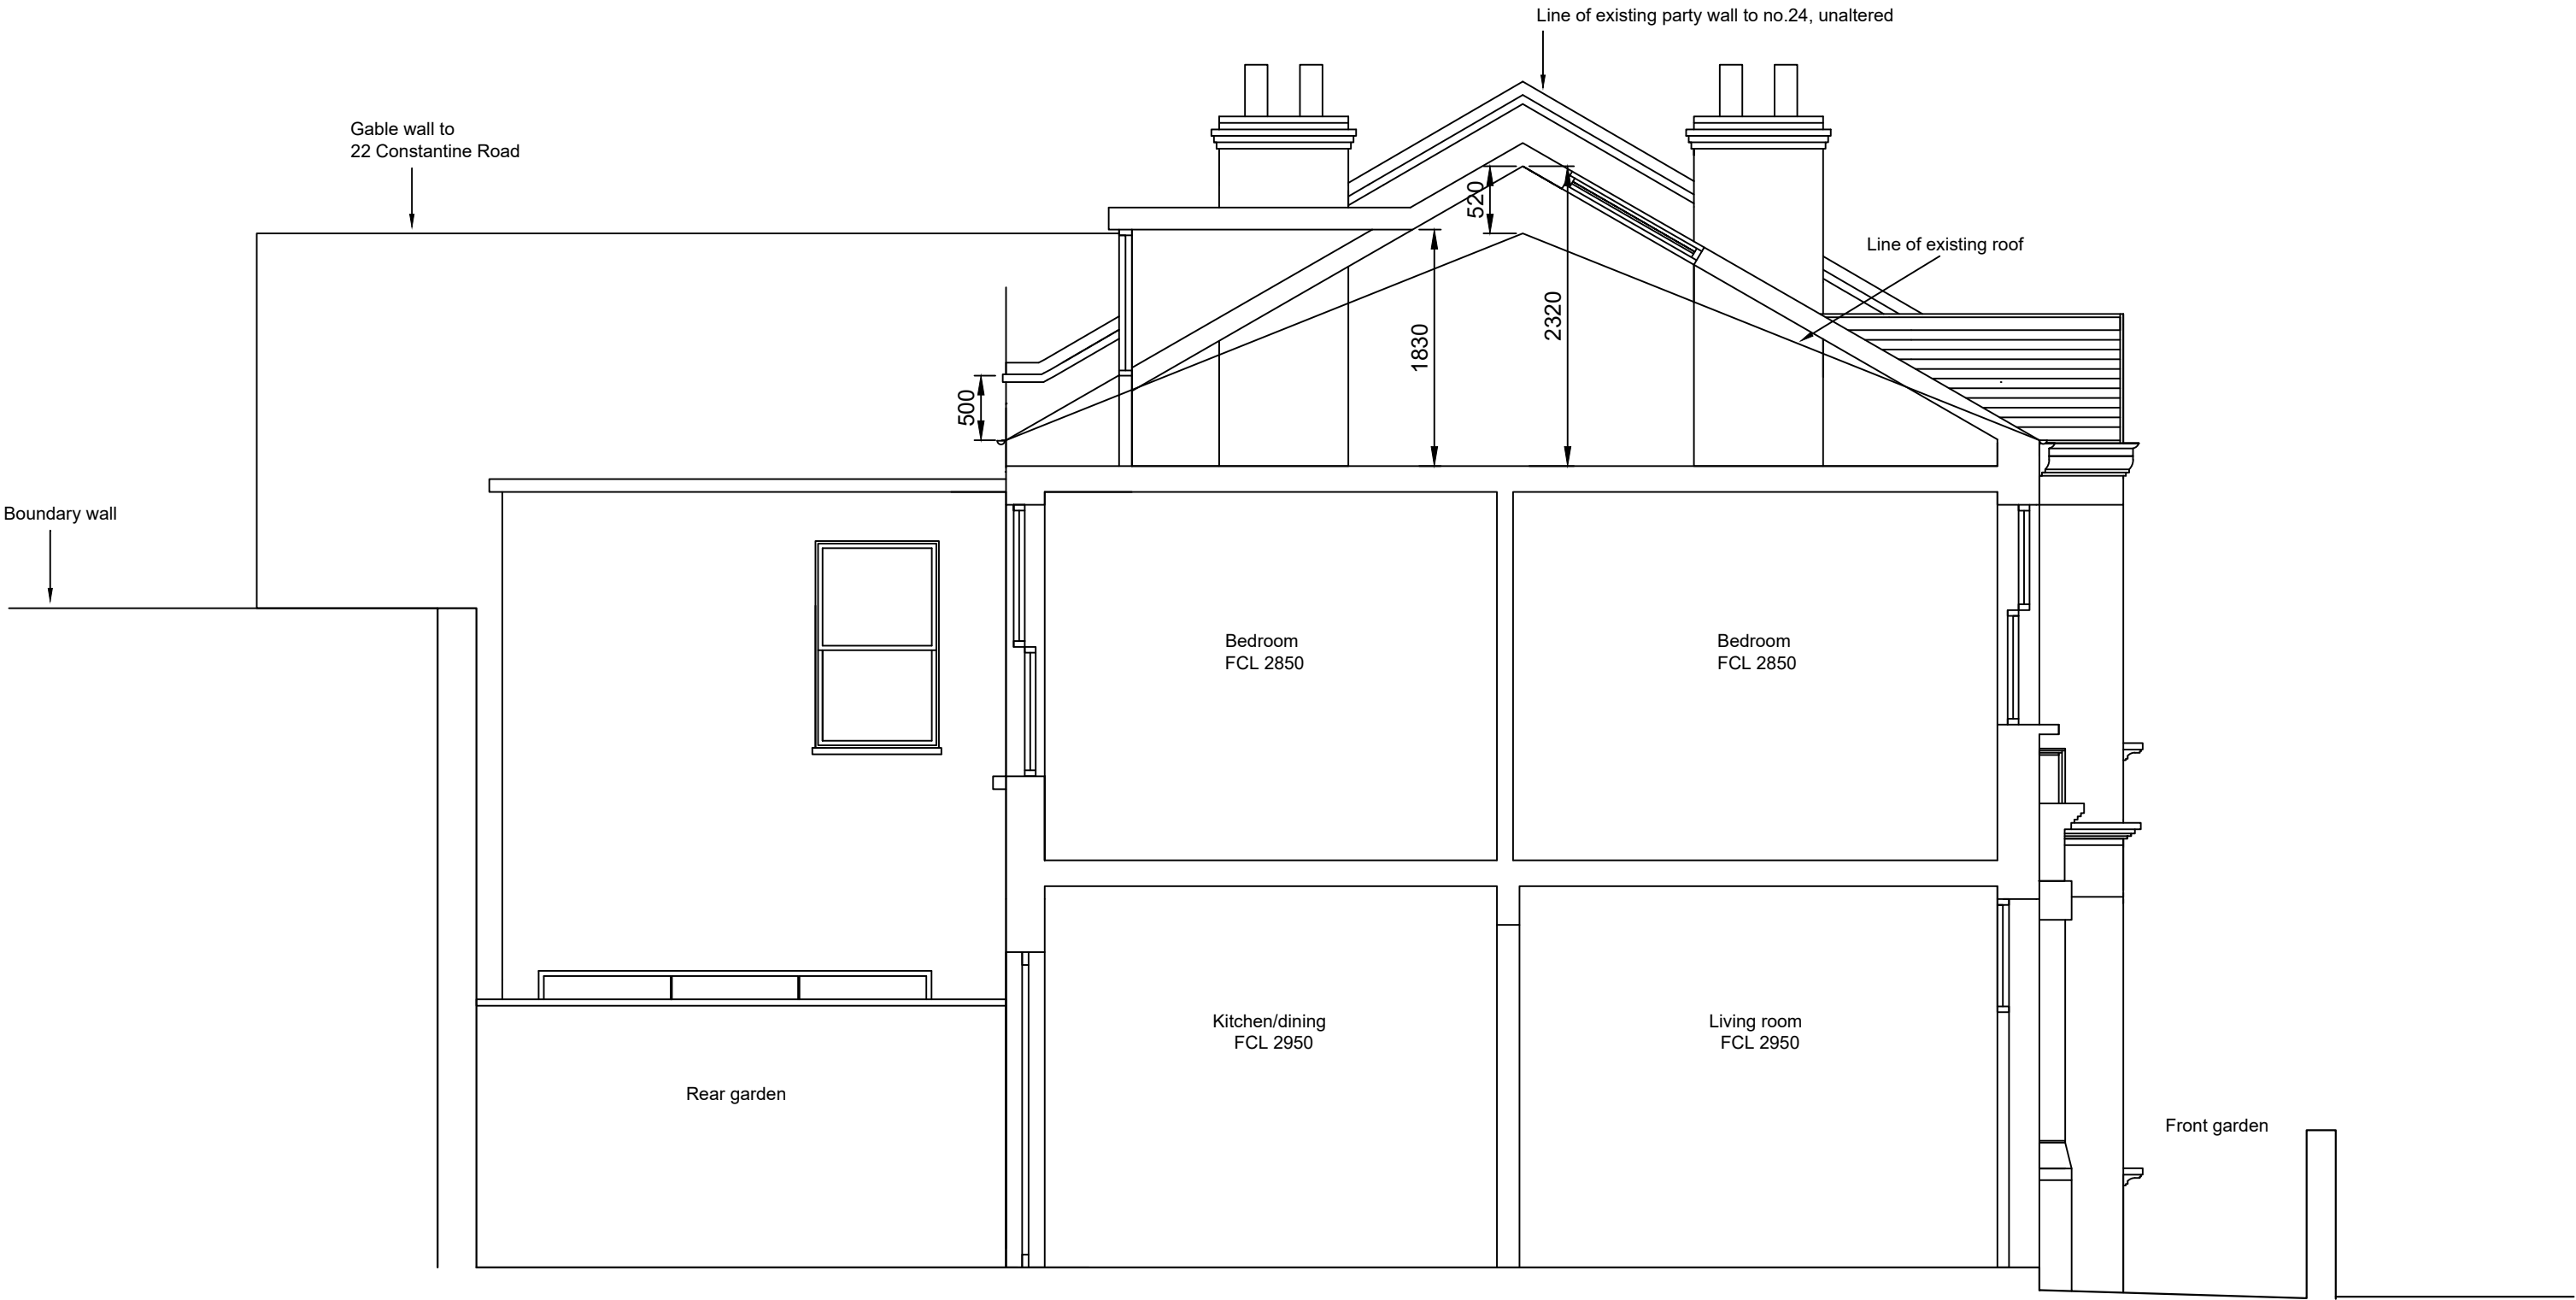 Line of existing party wall to no.24, unaltered
Gable wall to
22 Constantine Road
520
Line of existing roof
2320
1830
500
Boundary wall
Bedroom
FCL 2850
Bedroom
FCL 2850
Kitchen/dining
FCL 2950
Living room
FCL 2950
Rear garden
Front garden